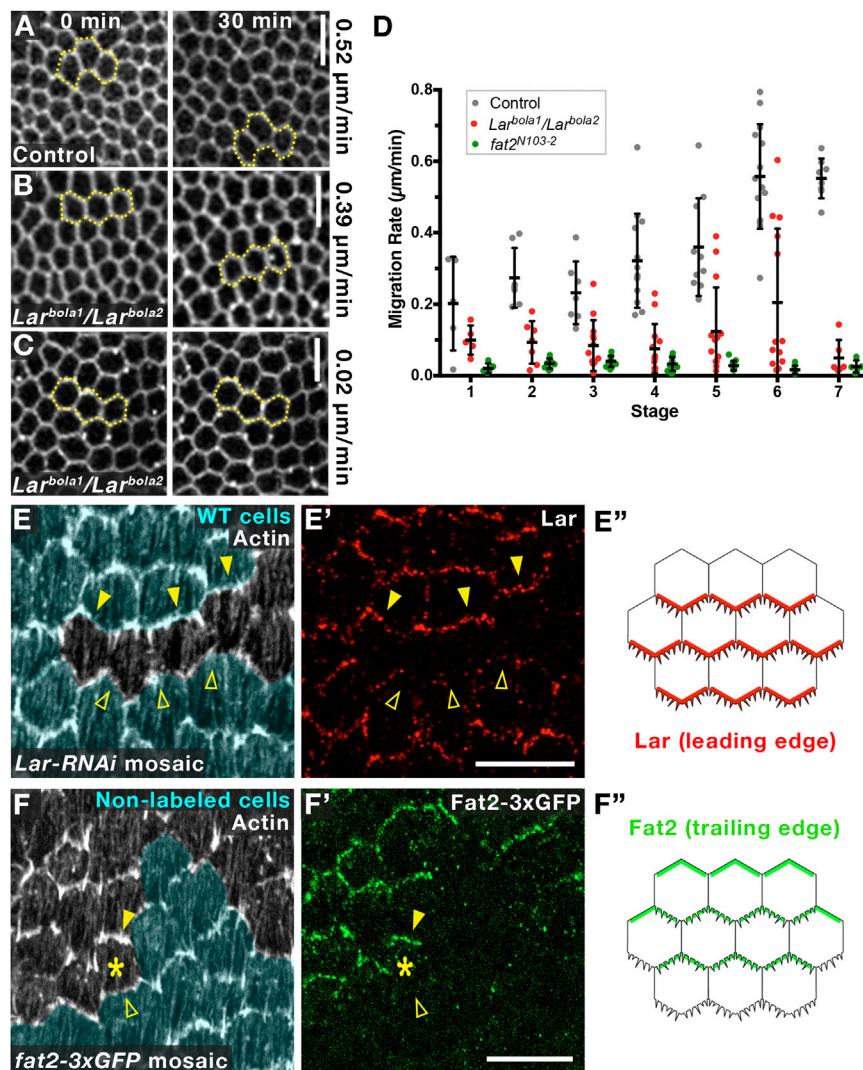 A
0 min
30 min
0.52 µm/min
Control
B
0.39 µm/min
Lar^bola1/Lar^bola2
C
0.02 µm/min
Lar^bola1/Lar^bola2
D
Control
Lar^bola1/Lar^bola2
fat2^N103-2
Migration Rate (µm/min)
0.8
0.6
0.4
0.2
0.0
1 2 3 4 5 6 7
Stage
E
WT cells
Actin
Lar-RNAi mosaic
E'
Lar
E"
Lar (leading edge)
F
Non-labeled cells
Actin
*
fat2-3xGFP mosaic
F'
Fat2-3xGFP
*
F"
Fat2 (trailing edge)